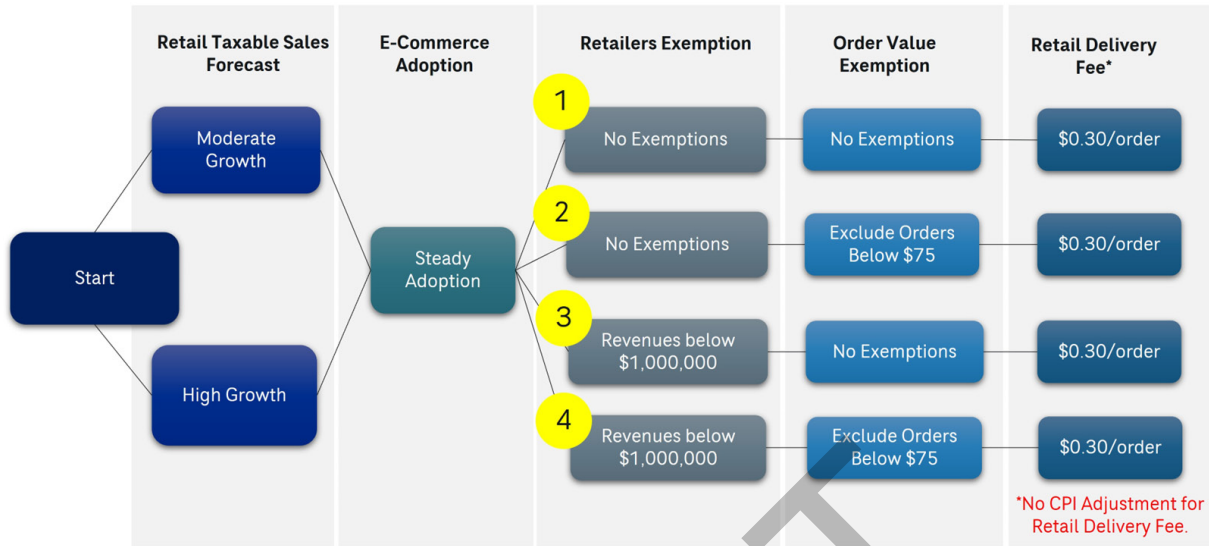 Retail Taxable Sales
Forecast
E-Commerce
Adoption
Retailers Exemption
Order Value
Exemption
Retail Delivery
Fee*
Start
Moderate
Growth
High Growth
Steady
Adoption
1
No Exemptions
No Exemptions
$0.30/order
2
No Exemptions
Exclude Orders
Below $75
$0.30/order
3
Revenues below
$1,000,000
No Exemptions
$0.30/order
4
Revenues below
$1,000,000
Exclude Orders
Below $75
$0.30/order
*No CPI Adjustment for
Retail Delivery Fee.